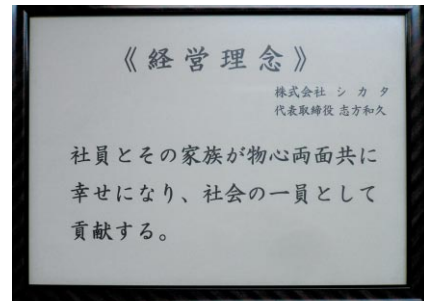 《経営理念》
株式会社 シカタ
代表取締役 志方和久
社員とその家族が物心両面共に
幸せになり、社会の一員として
貢献する。